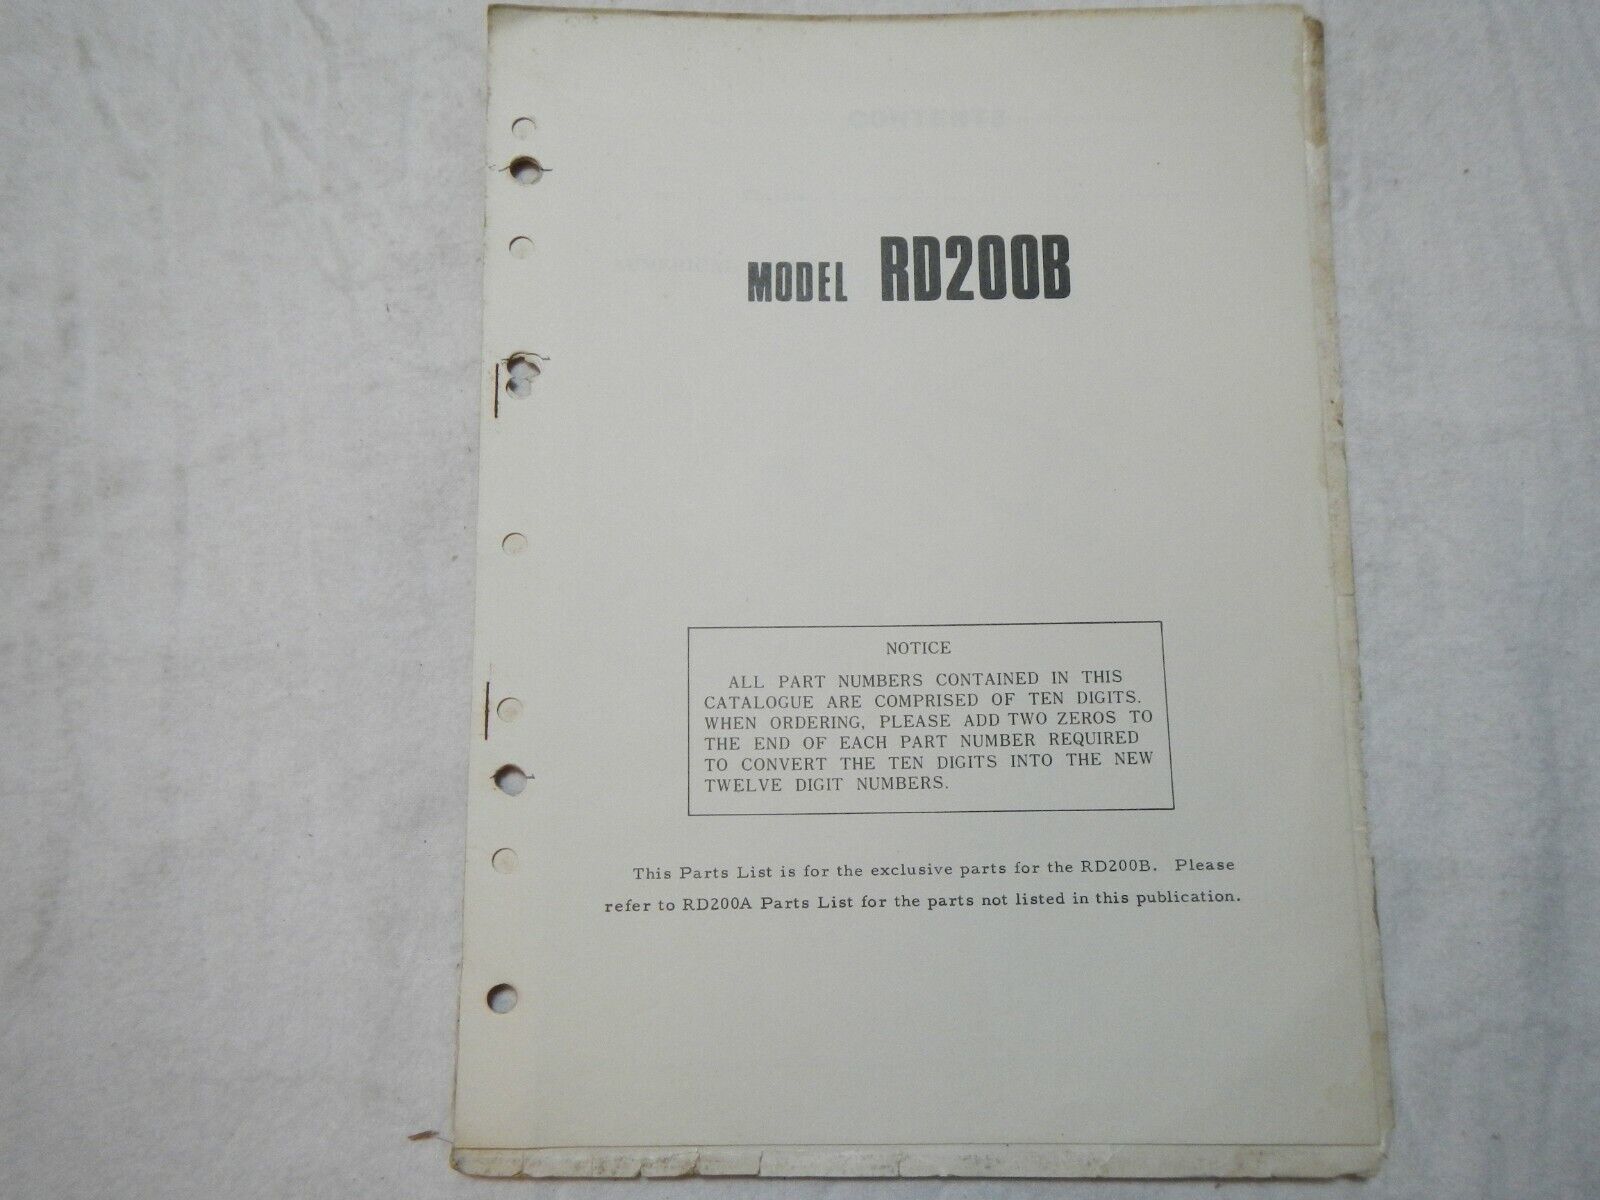 MODEL RD200B
NOTICE
ALL PART NUMBERS CONTAINED IN THIS
CATALOGUE ARE COMPRISED OF TEN DIGITS.
WHEN ORDERING, PLEASE ADD TWO ZEROS TO
THE END OF EACH PART NUMBER REQUIRED
TO CONVERT THE TEN DIGITS INTO THE NEW
TWELVE DIGIT NUMBERS.
This Parts List is for the exclusive parts for the RD200B. Please
refer to RD200A Parts List for the parts not listed in this publication.